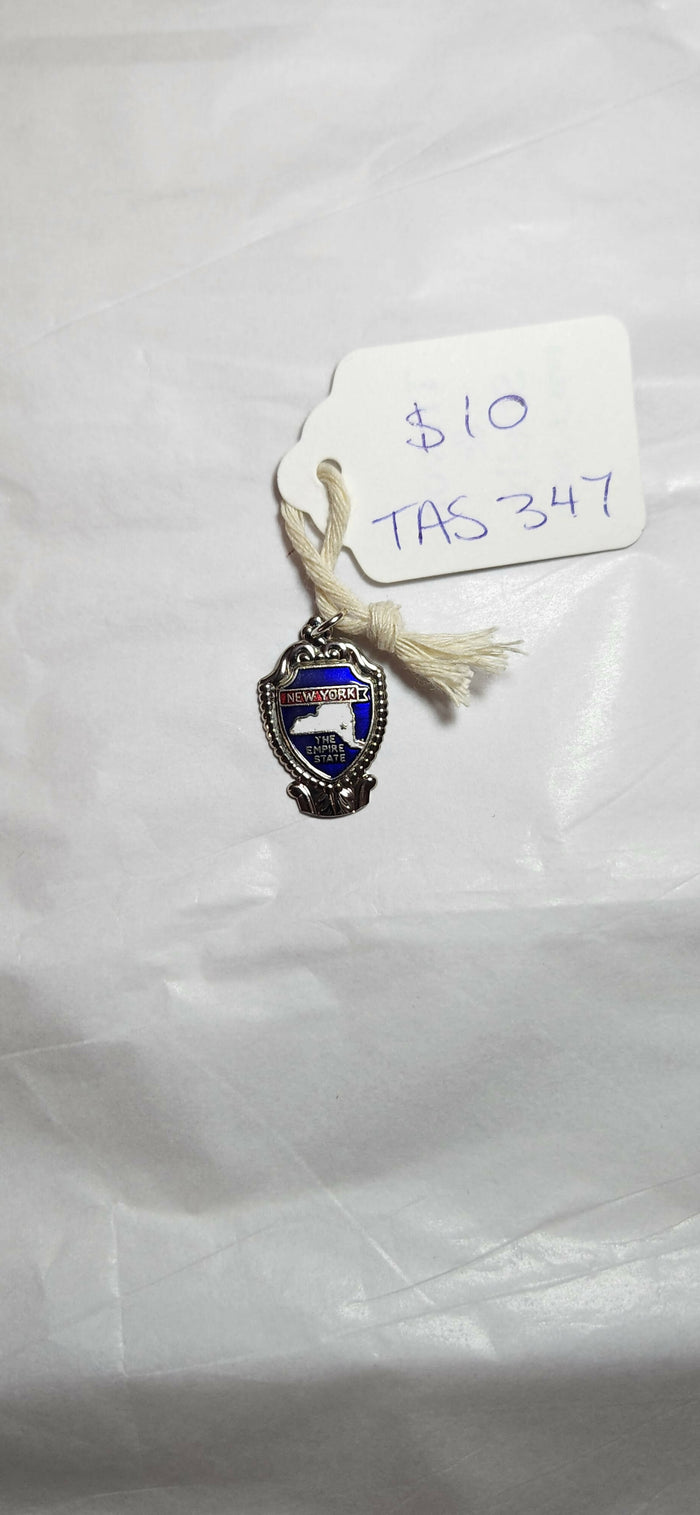 $10
TAS 347
NEW YORK
THE
EMPIRE
STATE